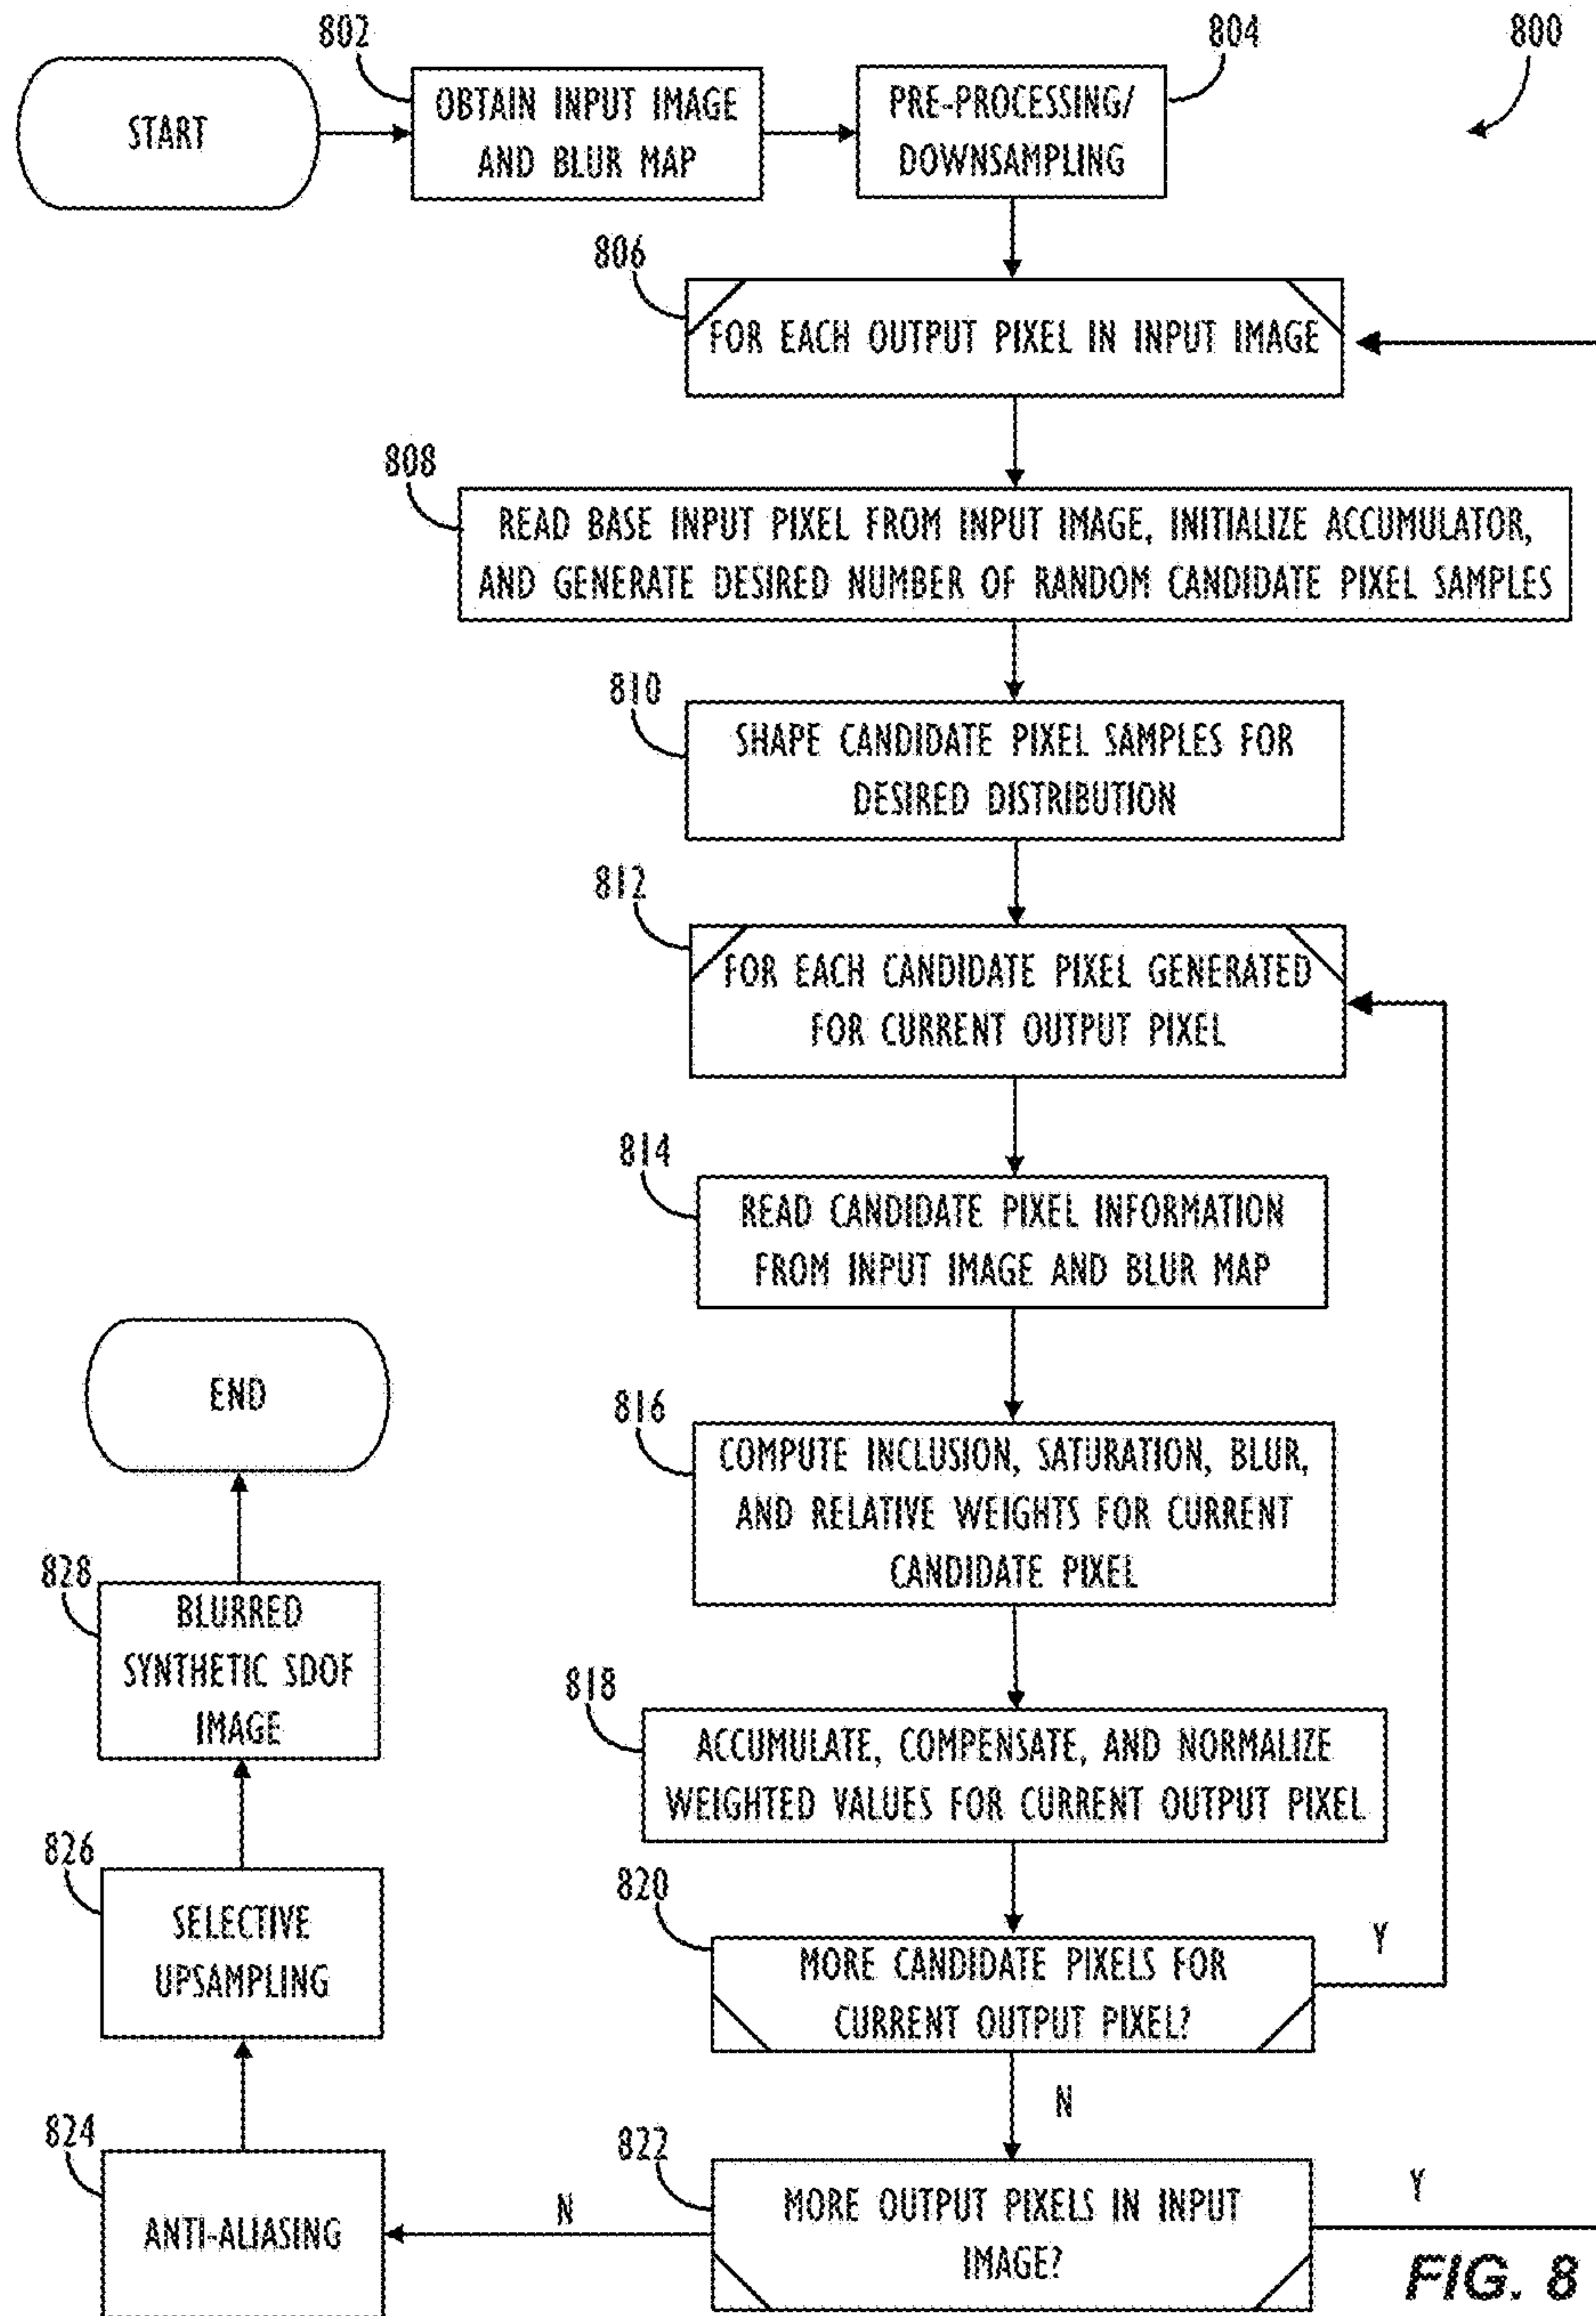 802
804
800
START
OBTAIN INPUT IMAGE
AND BLUR MAP
PRE-PROCESSING/
DOWNSAMPLING
806
FOR EACH OUTPUT PIXEL IN INPUT IMAGE
808
READ BASE INPUT PIXEL FROM INPUT IMAGE, INITIALIZE ACCUMULATOR,
AND GENERATE DESIRED NUMBER OF RANDOM CANDIDATE PIXEL SAMPLES
810
SHAPE CANDIDATE PIXEL SAMPLES FOR
DESIRED DISTRIBUTION
812
FOR EACH CANDIDATE PIXEL GENERATED
FOR CURRENT OUTPUT PIXEL
814
READ CANDIDATE PIXEL INFORMATION
FROM INPUT IMAGE AND BLUR MAP
816
COMPUTE INCLUSION, SATURATION, BLUR,
AND RELATIVE WEIGHTS FOR CURRENT
CANDIDATE PIXEL
818
ACCUMULATE, COMPENSATE, AND NORMALIZE
WEIGHTED VALUES FOR CURRENT OUTPUT PIXEL
820
MORE CANDIDATE PIXELS FOR
CURRENT OUTPUT PIXEL?
Y
N
822
MORE OUTPUT PIXELS IN INPUT
IMAGE?
Y
N
824
ANTI-ALIASING
826
SELECTIVE
UPSAMPLING
828
BLURRED
SYNTHETIC SDOF
IMAGE
END
FIG. 8